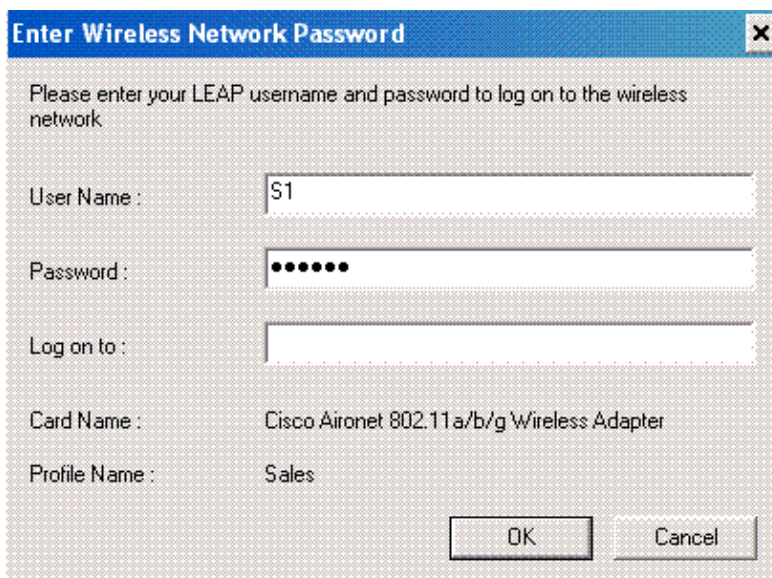 Enter Wireless Network Password
Please enter your LEAP username and password to log on to the wireless
network
User Name : S1
Password : ●●●●●●
Log on to :
Card Name : Cisco Aironet 802.11a/b/g Wireless Adapter
Profile Name : Sales
OK Cancel